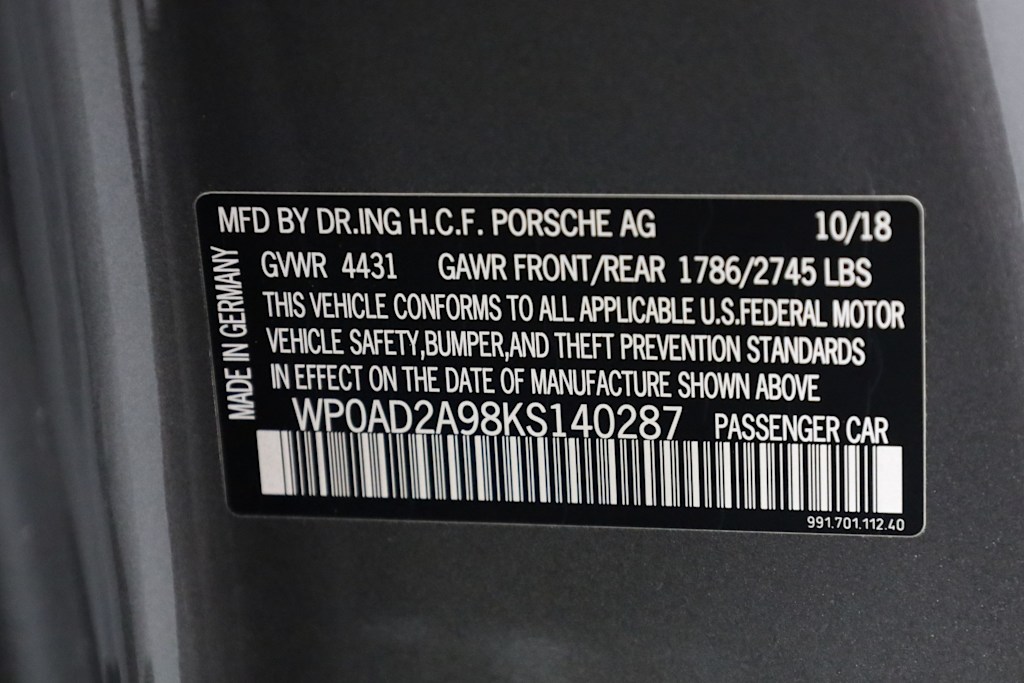 MFD BY DR.ING H.C.F. PORSCHE AG 10/18
GVWR 4431 GAWR FRONT/REAR 1786/2745 LBS
THIS VEHICLE CONFORMS TO ALL APPLICABLE U.S.FEDERAL MOTOR
VEHICLE SAFETY,BUMPER,AND THEFT PREVENTION STANDARDS
IN EFFECT ON THE DATE OF MANUFACTURE SHOWN ABOVE
WP0AD2A98KS140287 PASSENGER CAR
MADE IN GERMANY
991.701.112.40